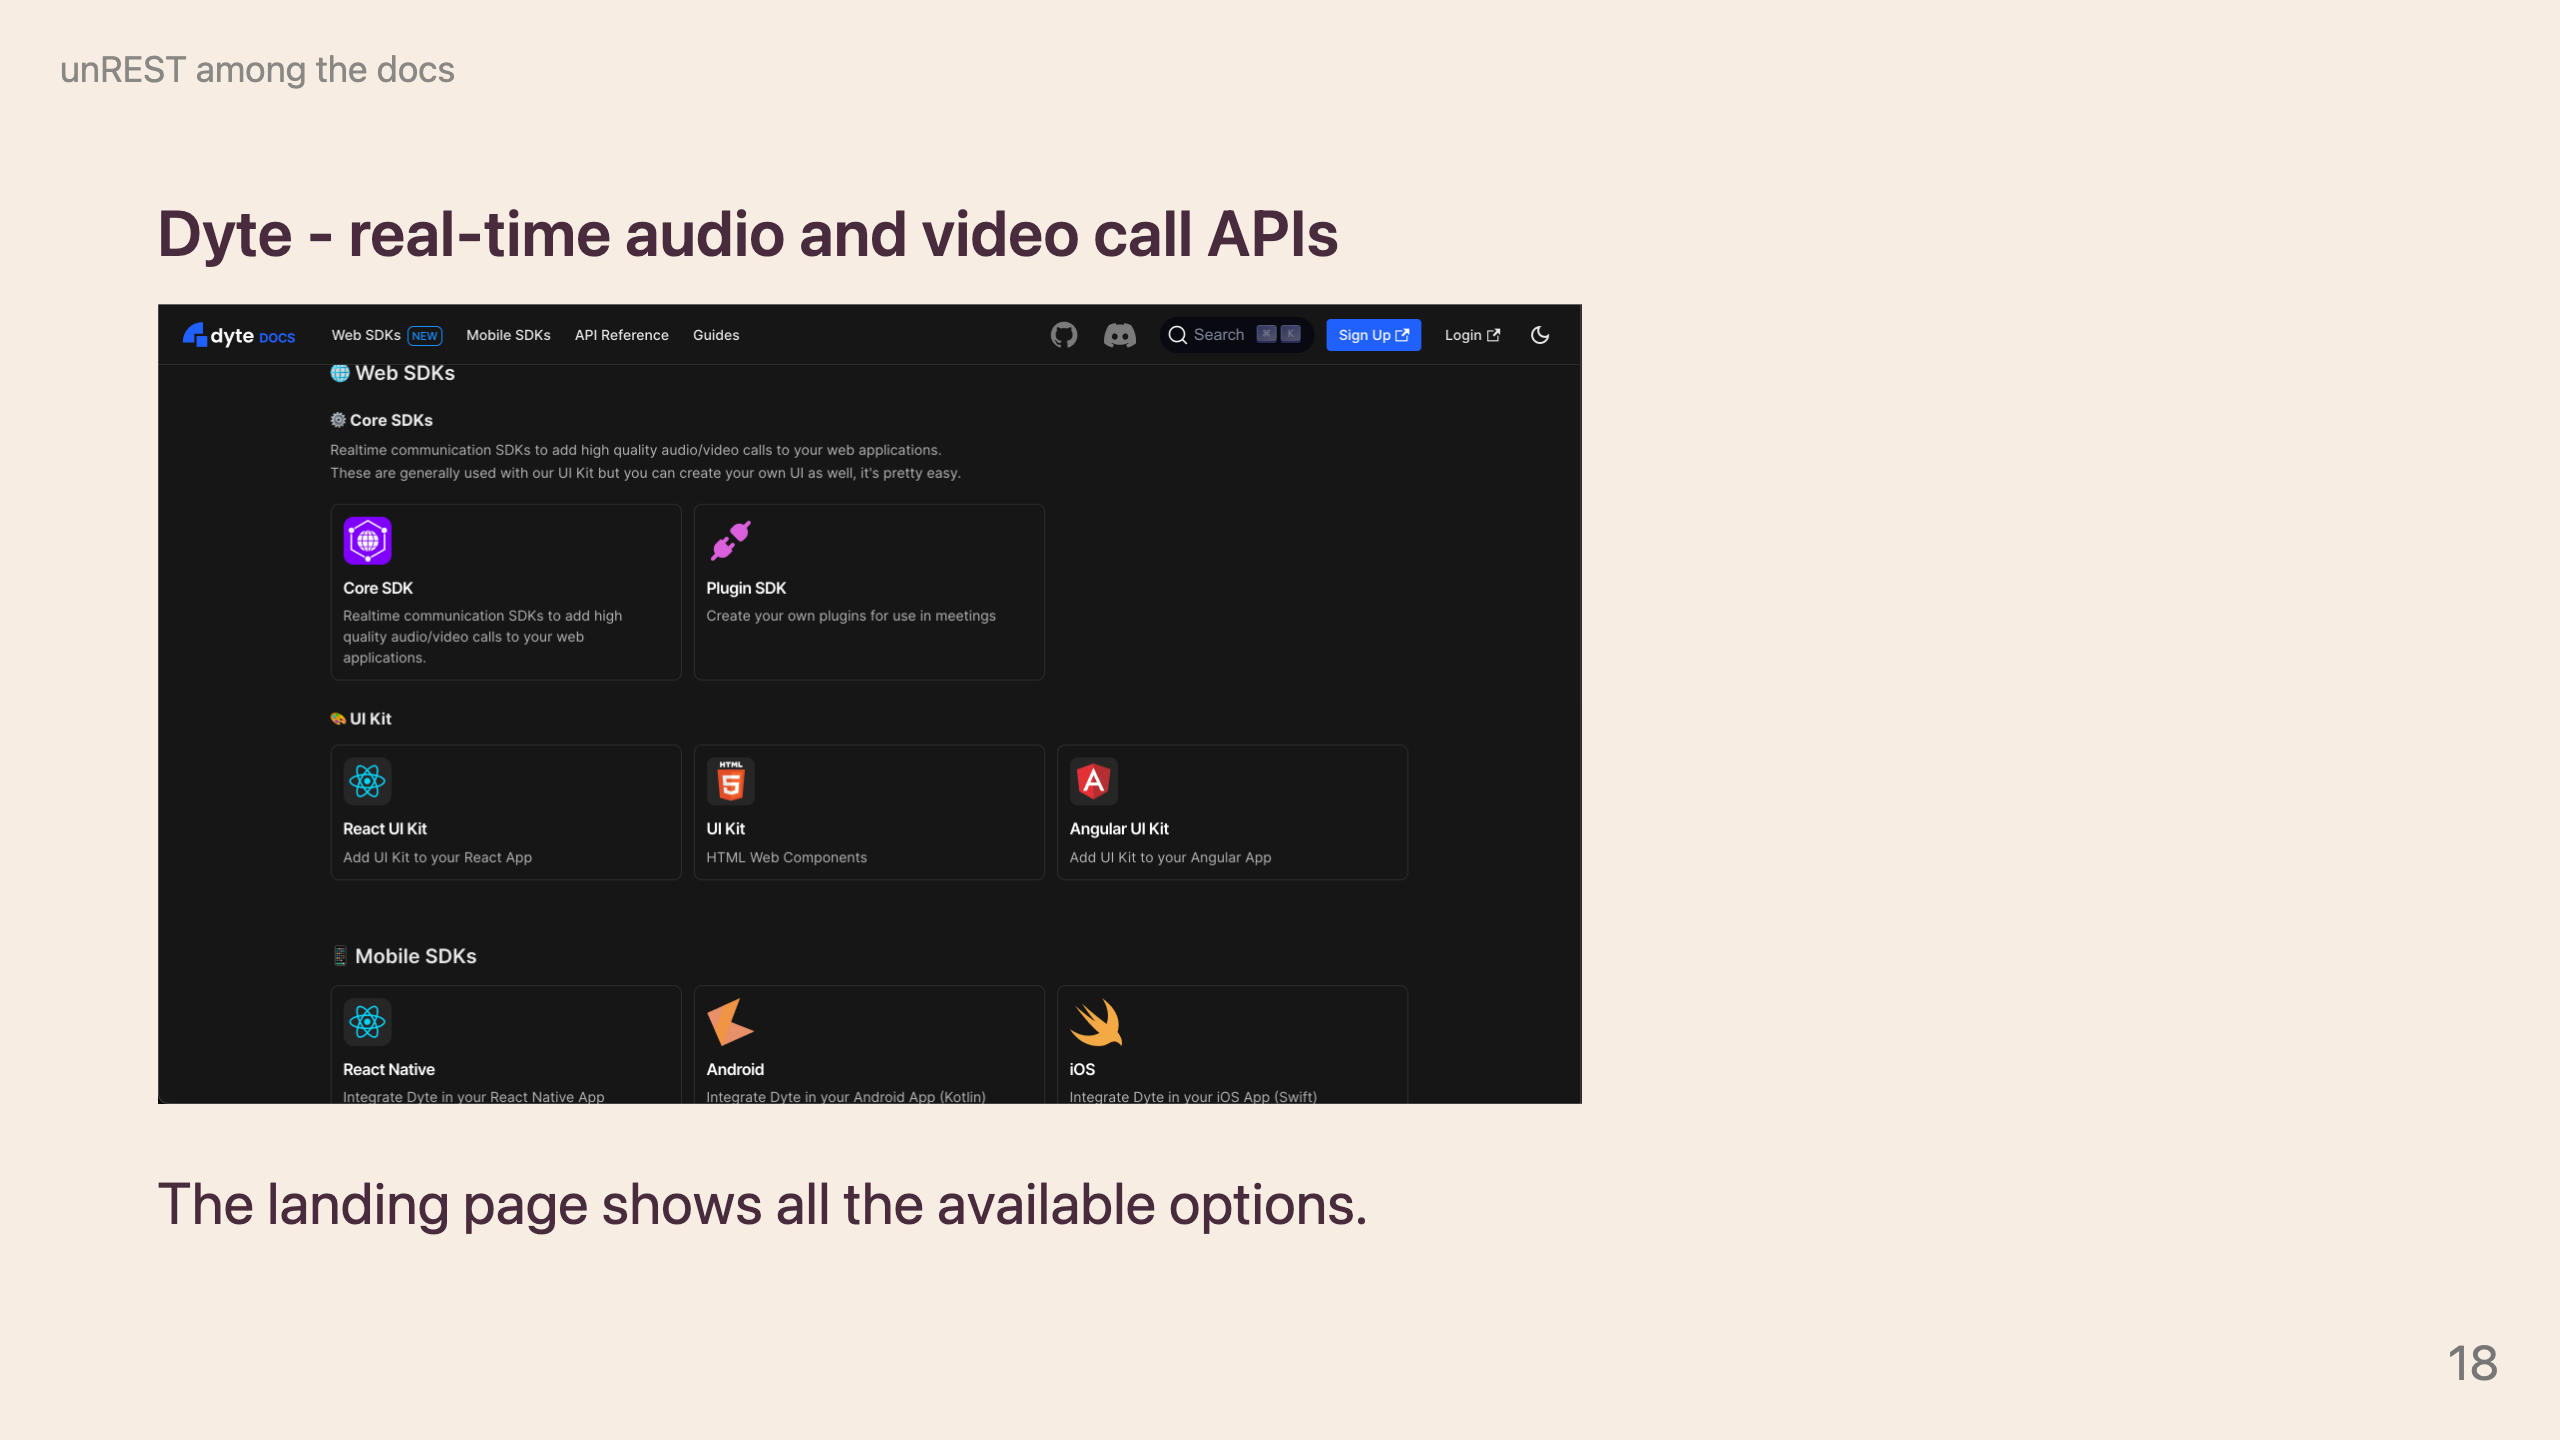 unREST among the docs
Dyte - real-time audio and video call APIs
dyte DOCS Web SDKs NEW Mobile SDKs API Reference Guides Search ⌘ K Sign Up Login
Web SDKs
Core SDKs
Realtime communication SDKs to add high quality audio/video calls to your web applications.
These are generally used with our UI Kit but you can create your own UI as well, it's pretty easy.
Core SDK
Realtime communication SDKs to add high
quality audio/video calls to your web
applications.
Plugin SDK
Create your own plugins for use in meetings
UI Kit
React UI Kit
Add UI Kit to your React App
HTML
5
UI Kit
HTML Web Components
A
Angular UI Kit
Add UI Kit to your Angular App
Mobile SDKs
React Native
Integrate Dyte in your React Native App
Android
Integrate Dyte in your Android App (Kotlin)
iOS
Integrate Dyte in your iOS App (Swift)
The landing page shows all the available options.
18